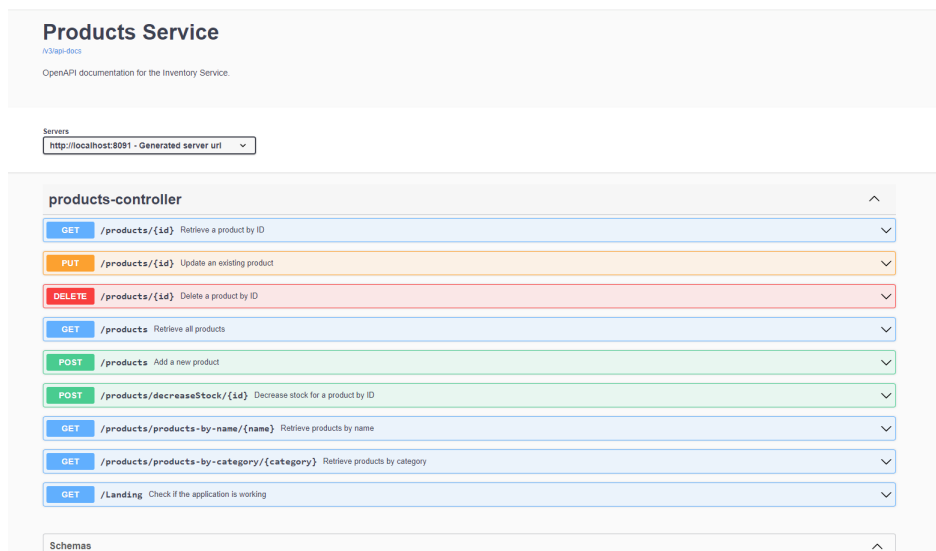 Products Service
/v3/api-docs
OpenAPI documentation for the Inventory Service.
Servers
http://localhost:8091 - Generated server url
products-controller
GET /products/{id} Retrieve a product by ID
PUT /products/{id} Update an existing product
DELETE /products/{id} Delete a product by ID
GET /products Retrieve all products
POST /products Add a new product
POST /products/decreaseStock/{id} Decrease stock for a product by ID
GET /products/products-by-name/{name} Retrieve products by name
GET /products/products-by-category/{category} Retrieve products by category
GET /Landing Check if the application is working
Schemas